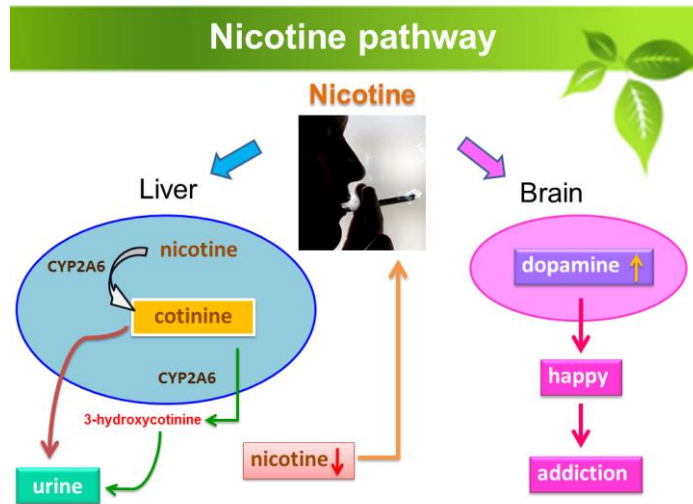 Nicotine pathway
Nicotine
Liver
Brain
CYP2A6
nicotine
cotinine
CYP2A6
3-hydroxycotinine
urine
nicotine
dopamine
happy
addiction